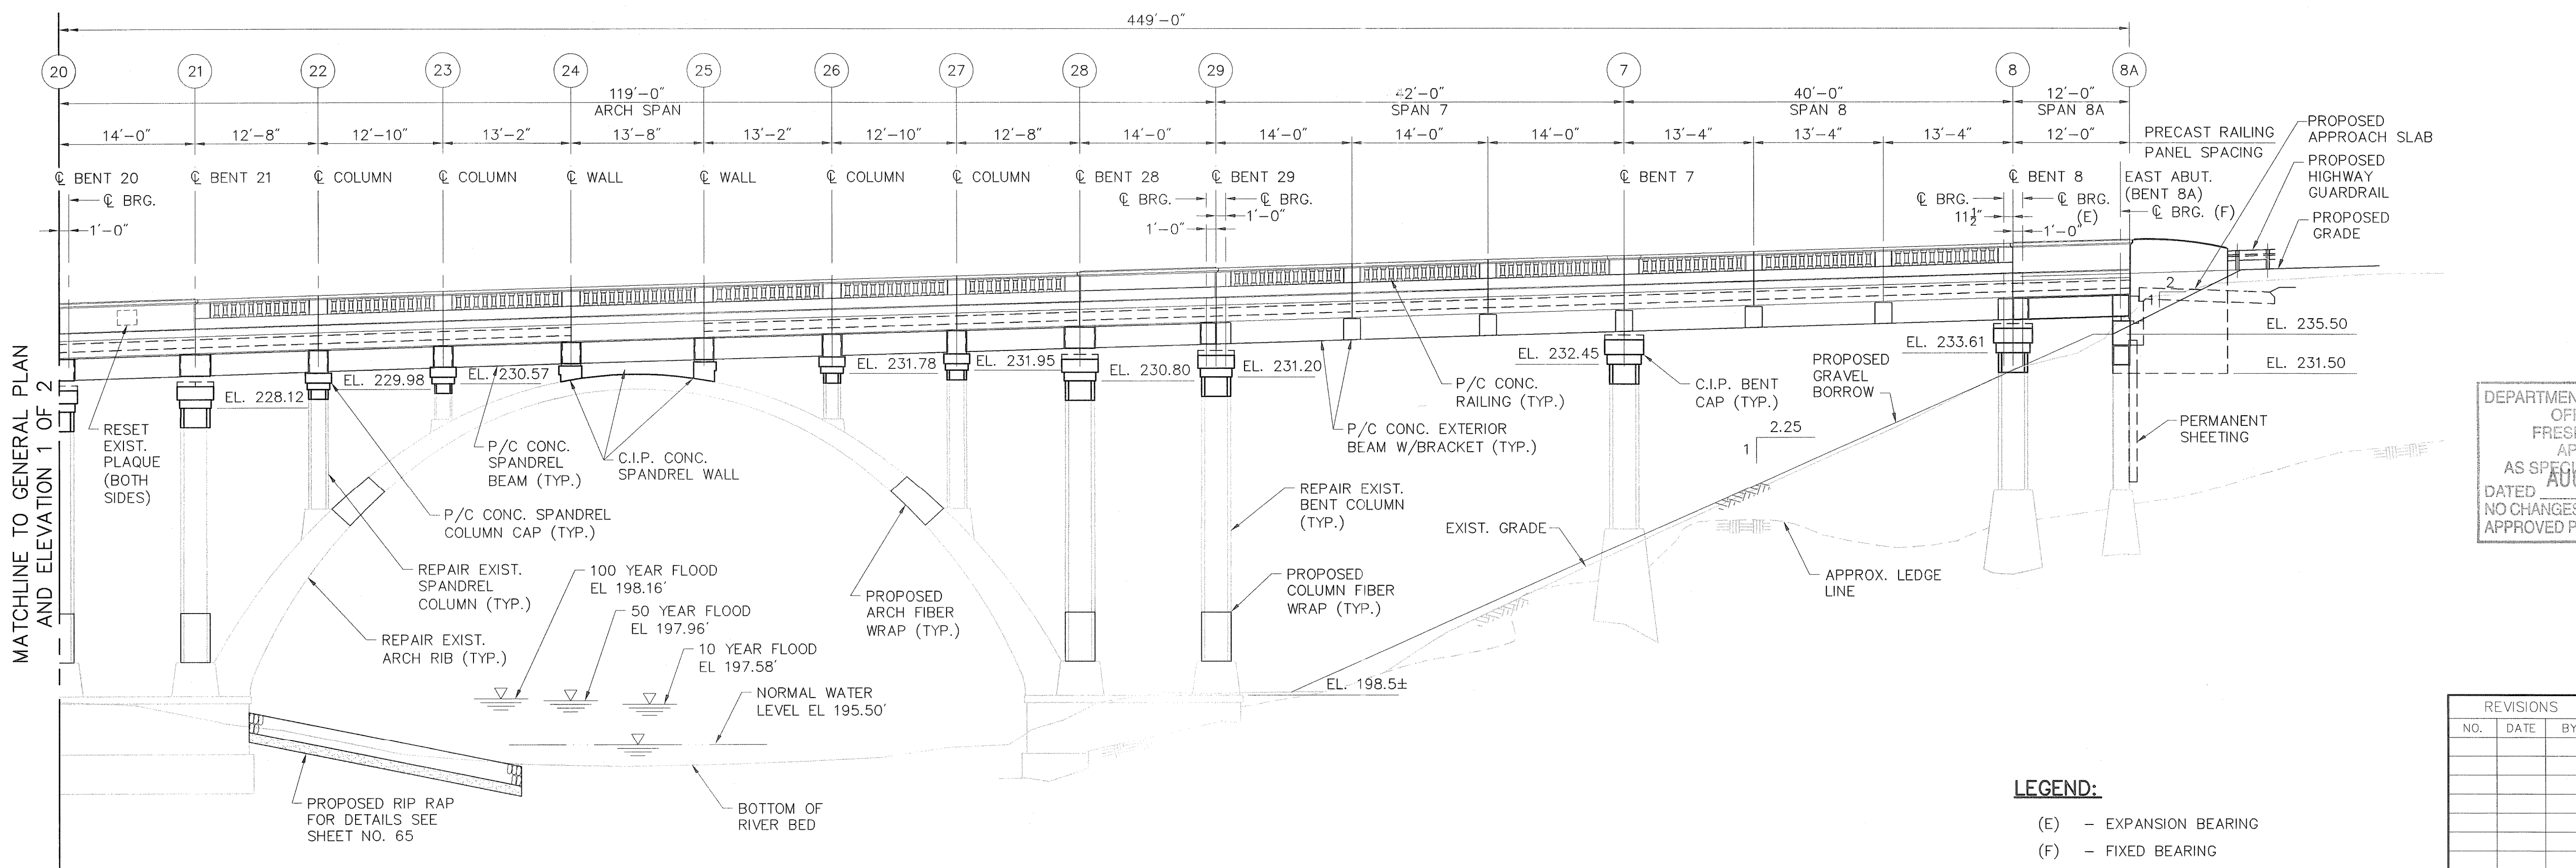 449'-0"
20 21 22 23 24 25 26 27 28 29 7 8 8A
119'-0"
ARCH SPAN
42'-0"
SPAN 7
40'-0"
SPAN 8
12'-0"
SPAN 8A
14'-0" 12'-8" 12'-10" 13'-2" 13'-8" 13'-2" 12'-10" 12'-8" 14'-0" 14'-0" 14'-0" 14'-0" 13'-4" 13'-4" 13'-4" 12'-0"
PRECAST RAILING
PANEL SPACING
PROPOSED
APPROACH SLAB
PROPOSED
HIGHWAY
GUARDRAIL
PROPOSED
GRADE
℄ BENT 20
℄ BENT 21
℄ COLUMN
℄ COLUMN
℄ WALL
℄ WALL
℄ COLUMN
℄ COLUMN
℄ BENT 28
℄ BENT 29
℄ BENT 7
℄ BENT 8
EAST ABUT.
(BENT 8A)
℄ BRG.
1'-0"
℄ BRG.
℄ BRG.
1'-0"
1'-0"
℄ BRG.
11½"
℄ BRG.
(E)
1'-0"
℄ BRG. (F)
2
1
EL. 228.12
EL. 229.98
EL. 230.57
EL. 231.78
EL. 231.95
EL. 230.80
EL. 231.20
EL. 232.45
EL. 233.61
EL. 235.50
EL. 231.50
MATCHLINE TO GENERAL PLAN
AND ELEVATION 1 OF 2
RESET
EXIST.
PLAQUE
(BOTH
SIDES)
P/C CONC.
SPANDREL
BEAM (TYP.)
C.I.P. CONC.
SPANDREL WALL
P/C CONC. SPANDREL
COLUMN CAP (TYP.)
REPAIR EXIST.
SPANDREL
COLUMN (TYP.)
REPAIR EXIST.
ARCH RIB (TYP.)
100 YEAR FLOOD
EL 198.16'
50 YEAR FLOOD
EL 197.96'
10 YEAR FLOOD
EL 197.58'
NORMAL WATER
LEVEL EL 195.50'
PROPOSED
ARCH FIBER
WRAP (TYP.)
P/C CONC.
RAILING (TYP.)
P/C CONC. EXTERIOR
BEAM W/BRACKET (TYP.)
REPAIR EXIST.
BENT COLUMN
(TYP.)
PROPOSED
COLUMN FIBER
WRAP (TYP.)
C.I.P. BENT
CAP (TYP.)
PROPOSED
GRAVEL
BORROW
2.25
1
EXIST. GRADE
APPROX. LEDGE
LINE
PERMANENT
SHEETING
EL. 198.5±
PROPOSED RIP RAP
FOR DETAILS SEE
SHEET NO. 65
BOTTOM OF
RIVER BED
LEGEND:
(E) – EXPANSION BEARING
(F) – FIXED BEARING
DEPARTMEN
OF
FRES
AP
AS SPECI
DATED AU
NO CHANGES
APPROVED P
REVISIONS
NO. DATE BY